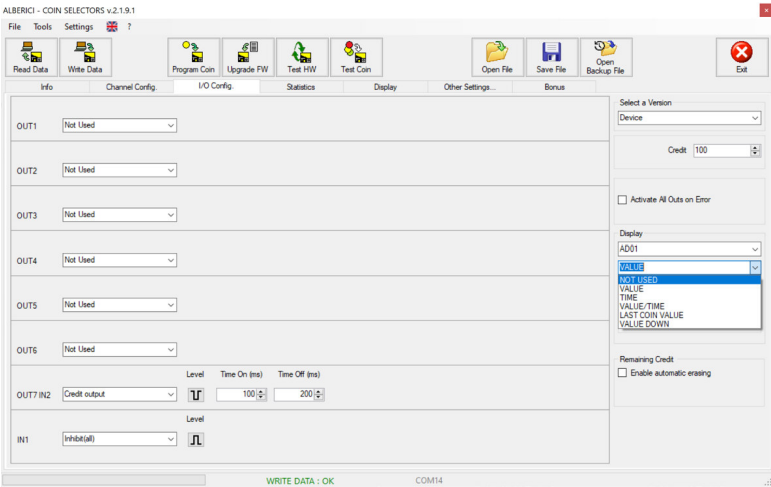 ALBERICI - COIN SELECTORS v.2.1.9.1
File Tools Settings ?
Read Data Write Data Program Coin Upgrade FW Test HW Test Coin Open File Save File Open Backup File Exit
Info Channel Config. I/O Config. Statistics Display Other Settings... Bonus
Select a Version
Device
OUT1 Not Used
Credit 100
OUT2 Not Used
Activate All Outs on Error
OUT3 Not Used
Display
AD01
OUT4 Not Used
VALUE
NOT USED
VALUE
TIME
VALUE/TIME
LAST COIN VALUE
VALUE DOWN
OUT5 Not Used
OUT6 Not Used
Remaining Credit
Enable automatic erasing
Level Time On (ms) Time Off (ms)
OUT7 IN2 Credit output 100 200
Level
IN1 Inhibit(all)
WRITE DATA : OK COM14